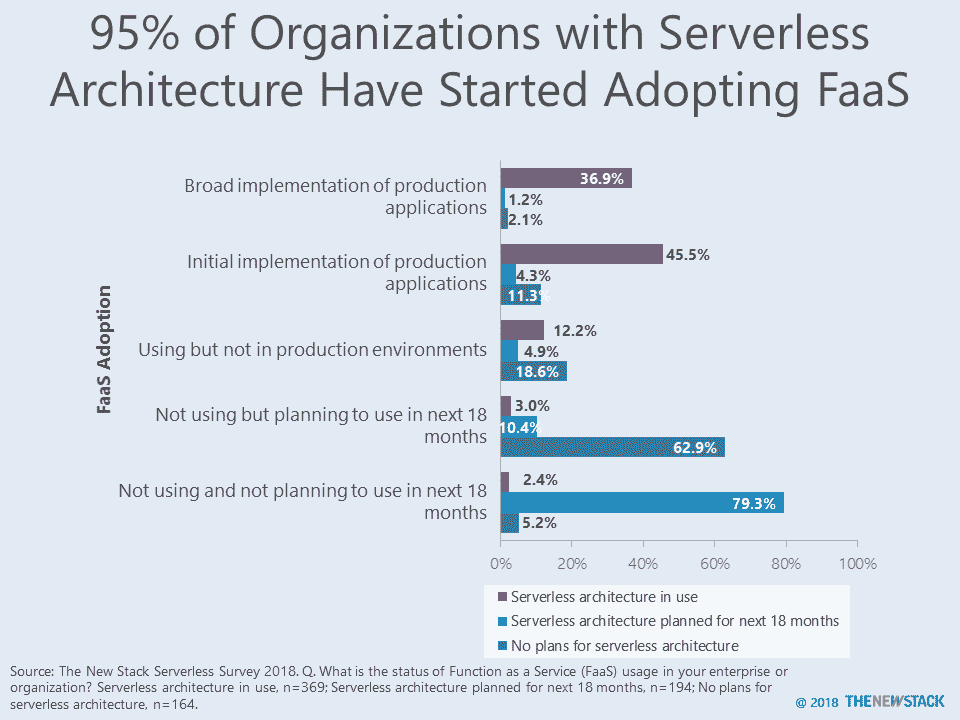 95% of Organizations with Serverless
Architecture Have Started Adopting FaaS
FaaS Adoption
Broad implementation of production
applications
36.9%
1.2%
2.1%
Initial implementation of production
applications
45.5%
4.3%
11.3%
Using but not in production environments
12.2%
4.9%
18.6%
Not using but planning to use in next 18
months
3.0%
10.4%
62.9%
Not using and not planning to use in next 18
months
2.4%
79.3%
5.2%
0% 20% 40% 60% 80% 100%
Serverless architecture in use
Serverless architecture planned for next 18 months
No plans for serverless architecture
Source: The New Stack Serverless Survey 2018. Q. What is the status of Function as a Service (FaaS) usage in your enterprise or
organization? Serverless architecture in use, n=369; Serverless architecture planned for next 18 months, n=194; No plans for
serverless architecture, n=164.
@ 2018 THENEWSTACK